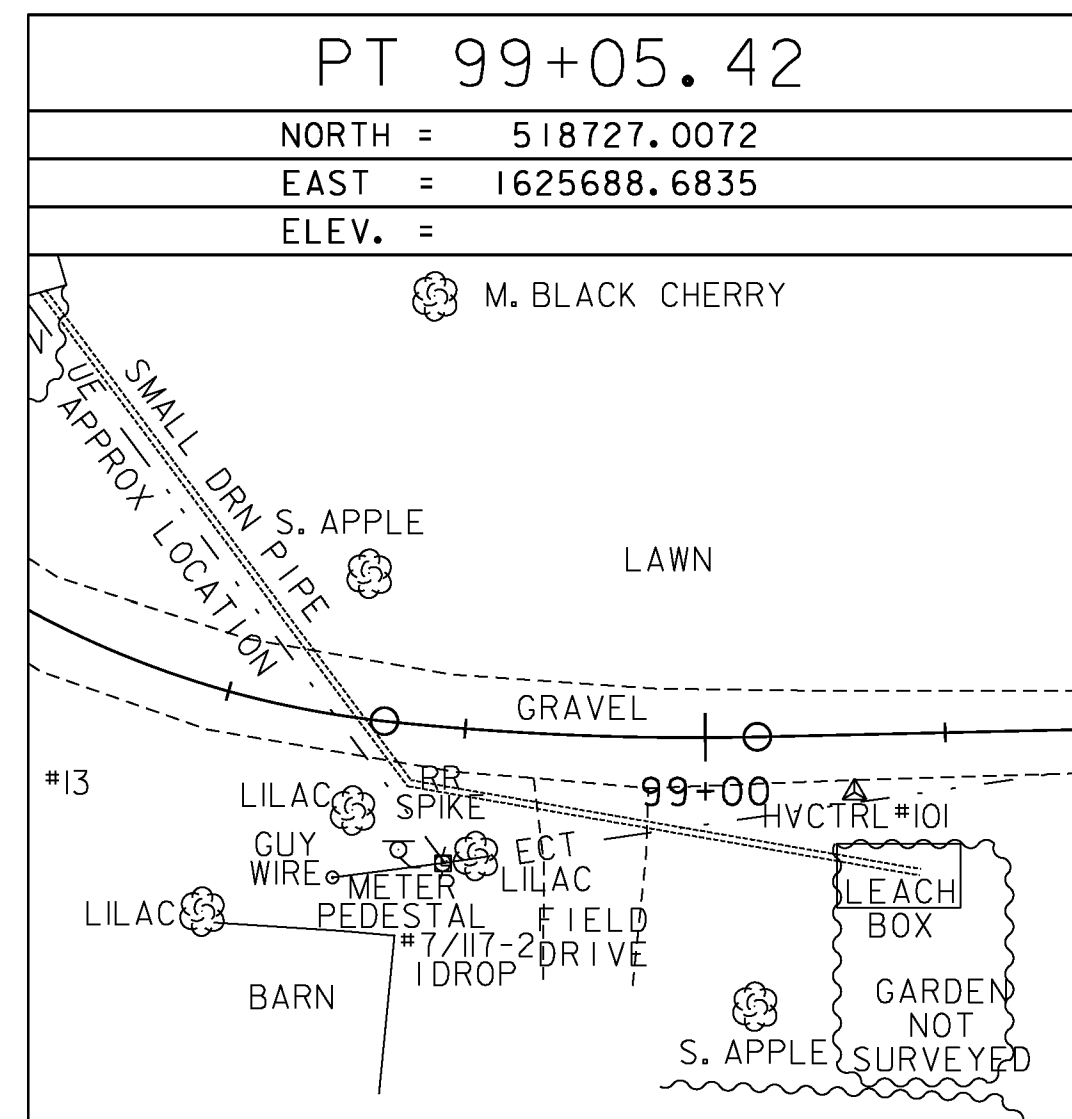 PT 99+05.42
NORTH = 518727.0072
EAST = 1625688.6835
ELEV. =
M. BLACK CHERRY
SMALL DRN PIPE
UE
APPROX LOCATION
S. APPLE
LAWN
GRAVEL
#13
RR
SPIKE
99+00
HVCTRL #101
LILAC
GUY
WIRE
ECT
LILAC
METER
PEDESTAL
LILAC
#7/117-2
1 DROP
FIELD
DRIVE
LEACH
BOX
BARN
GARDEN
NOT
SURVEYED
S. APPLE